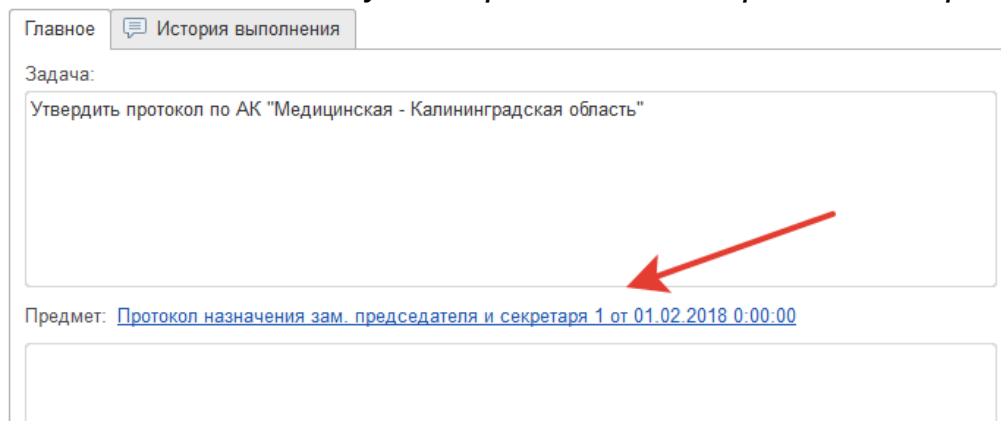 Главное История выполнения
Задача:
Утвердить протокол по АК "Медицинская - Калининградская область"
Предмет: Протокол назначения зам. председателя и секретаря 1 от 01.02.2018 0:00:00